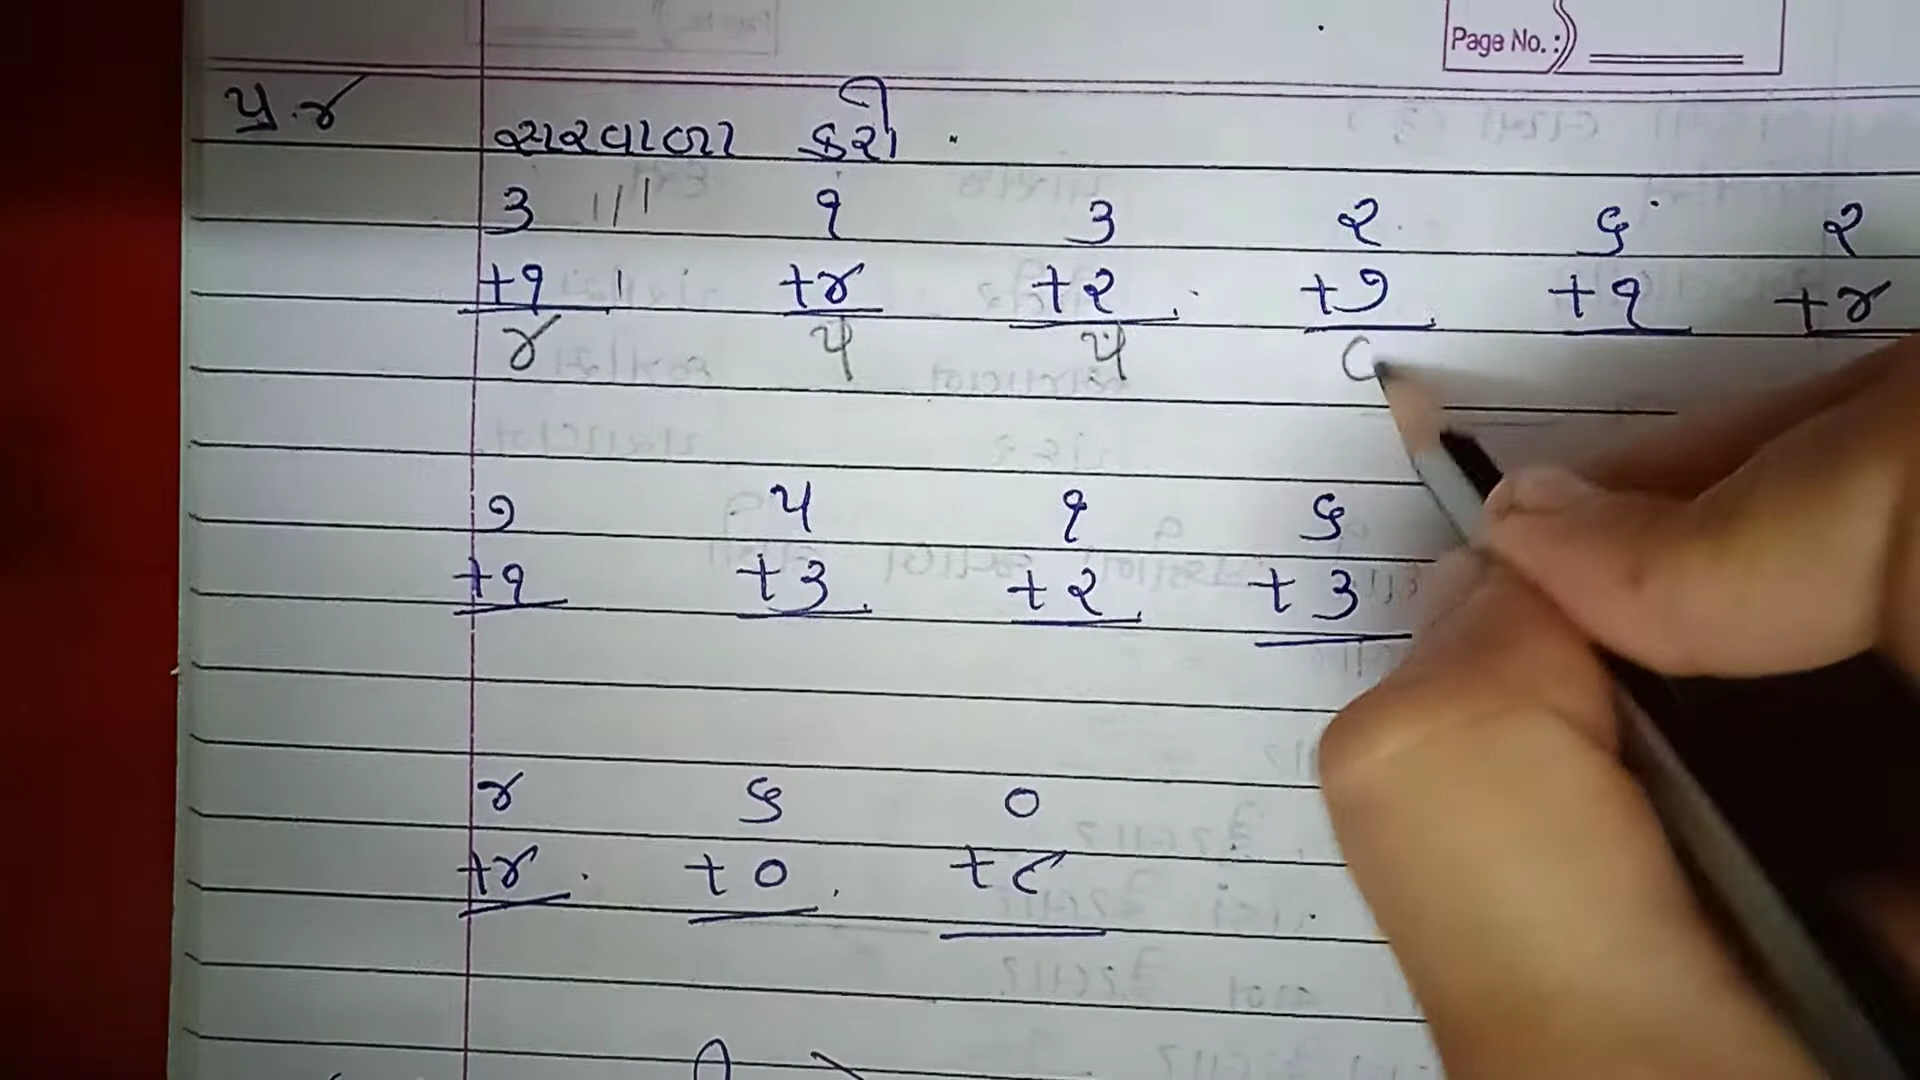 Page No. :
પ્ર.૪ સરવાળા કરો.
૩ ૧ ૩ ૨ ૬ ૨
+૧ +૪ +૨ +૭ +૧ +૪
૪ ૫ ૫
૭ ૫ ૧ ૬
+૧ +૩ +૨ +૩
૪ ૬ ૦
+૪ +૦ +૮